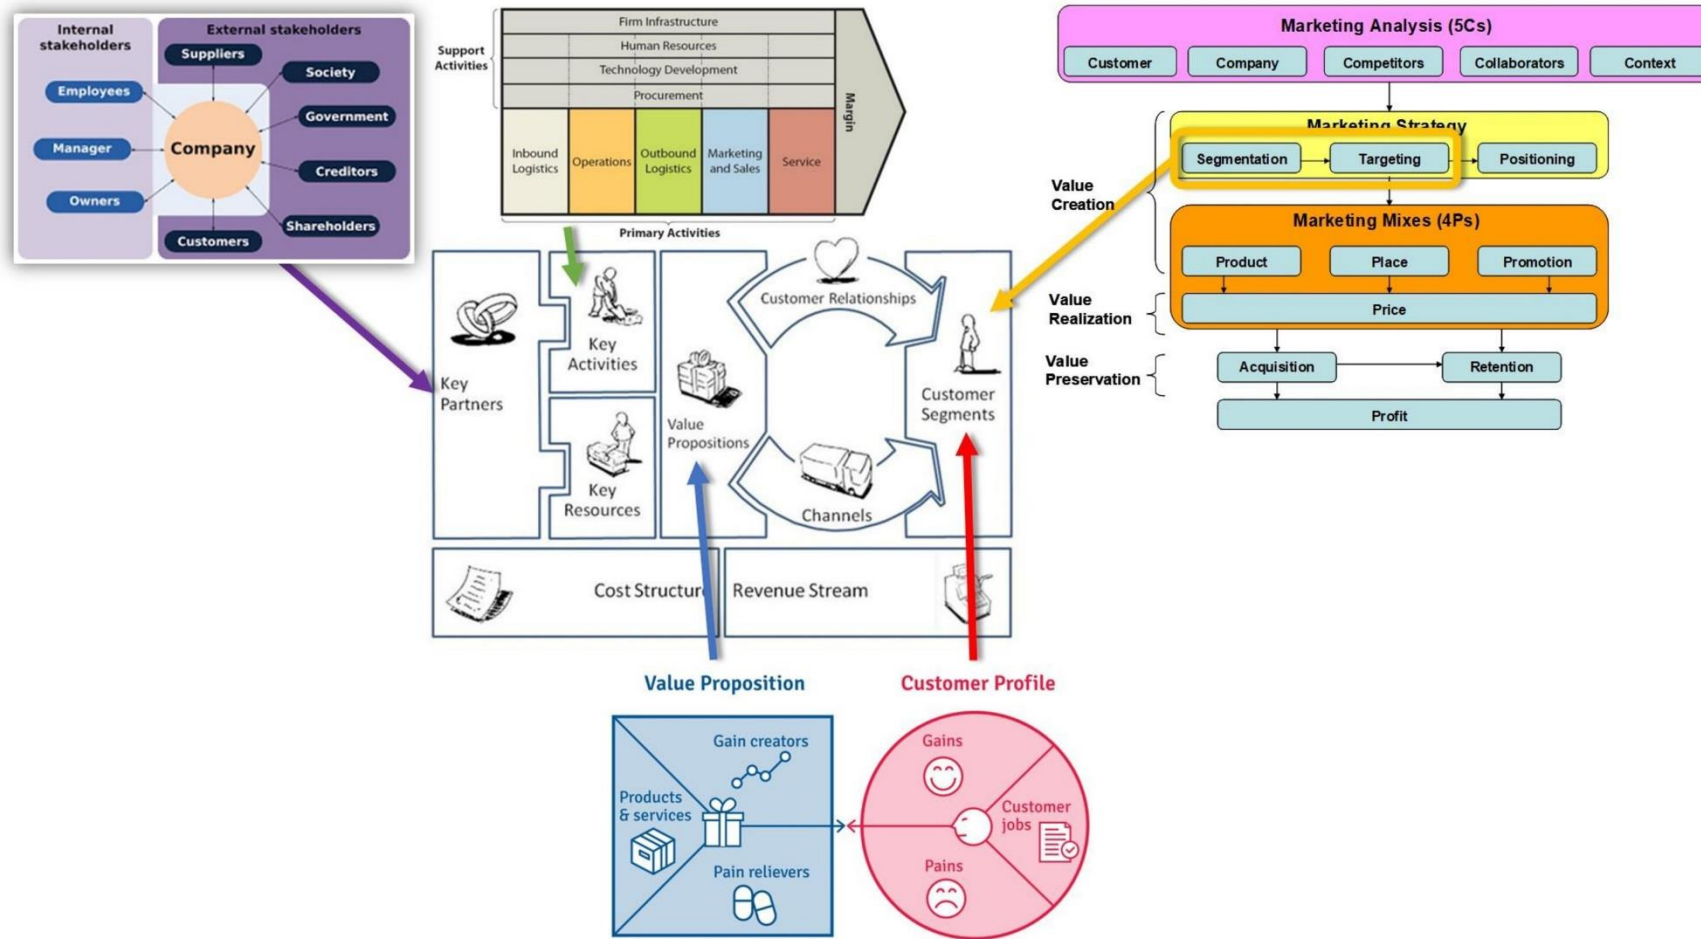 Internal
stakeholders
External stakeholders
Suppliers
Society
Employees
Government
Manager
Company
Creditors
Owners
Shareholders
Customers
Support
Activities
Firm Infrastructure
Human Resources
Technology Development
Procurement
Inbound
Logistics
Operations
Outbound
Logistics
Marketing
and Sales
Service
Margin
Primary Activities
Marketing Analysis (5Cs)
Customer
Company
Competitors
Collaborators
Context
Marketing Strategy
Segmentation
Targeting
Positioning
Value
Creation
Marketing Mixes (4Ps)
Product
Place
Promotion
Value
Realization
Price
Value
Preservation
Acquisition
Retention
Profit
Key
Partners
Key
Activities
Key
Resources
Value
Propositions
Customer Relationships
Channels
Customer
Segments
Cost Structure
Revenue Stream
Value Proposition
Gain creators
Products
& services
Pain relievers
Customer Profile
Gains
Customer
jobs
Pains